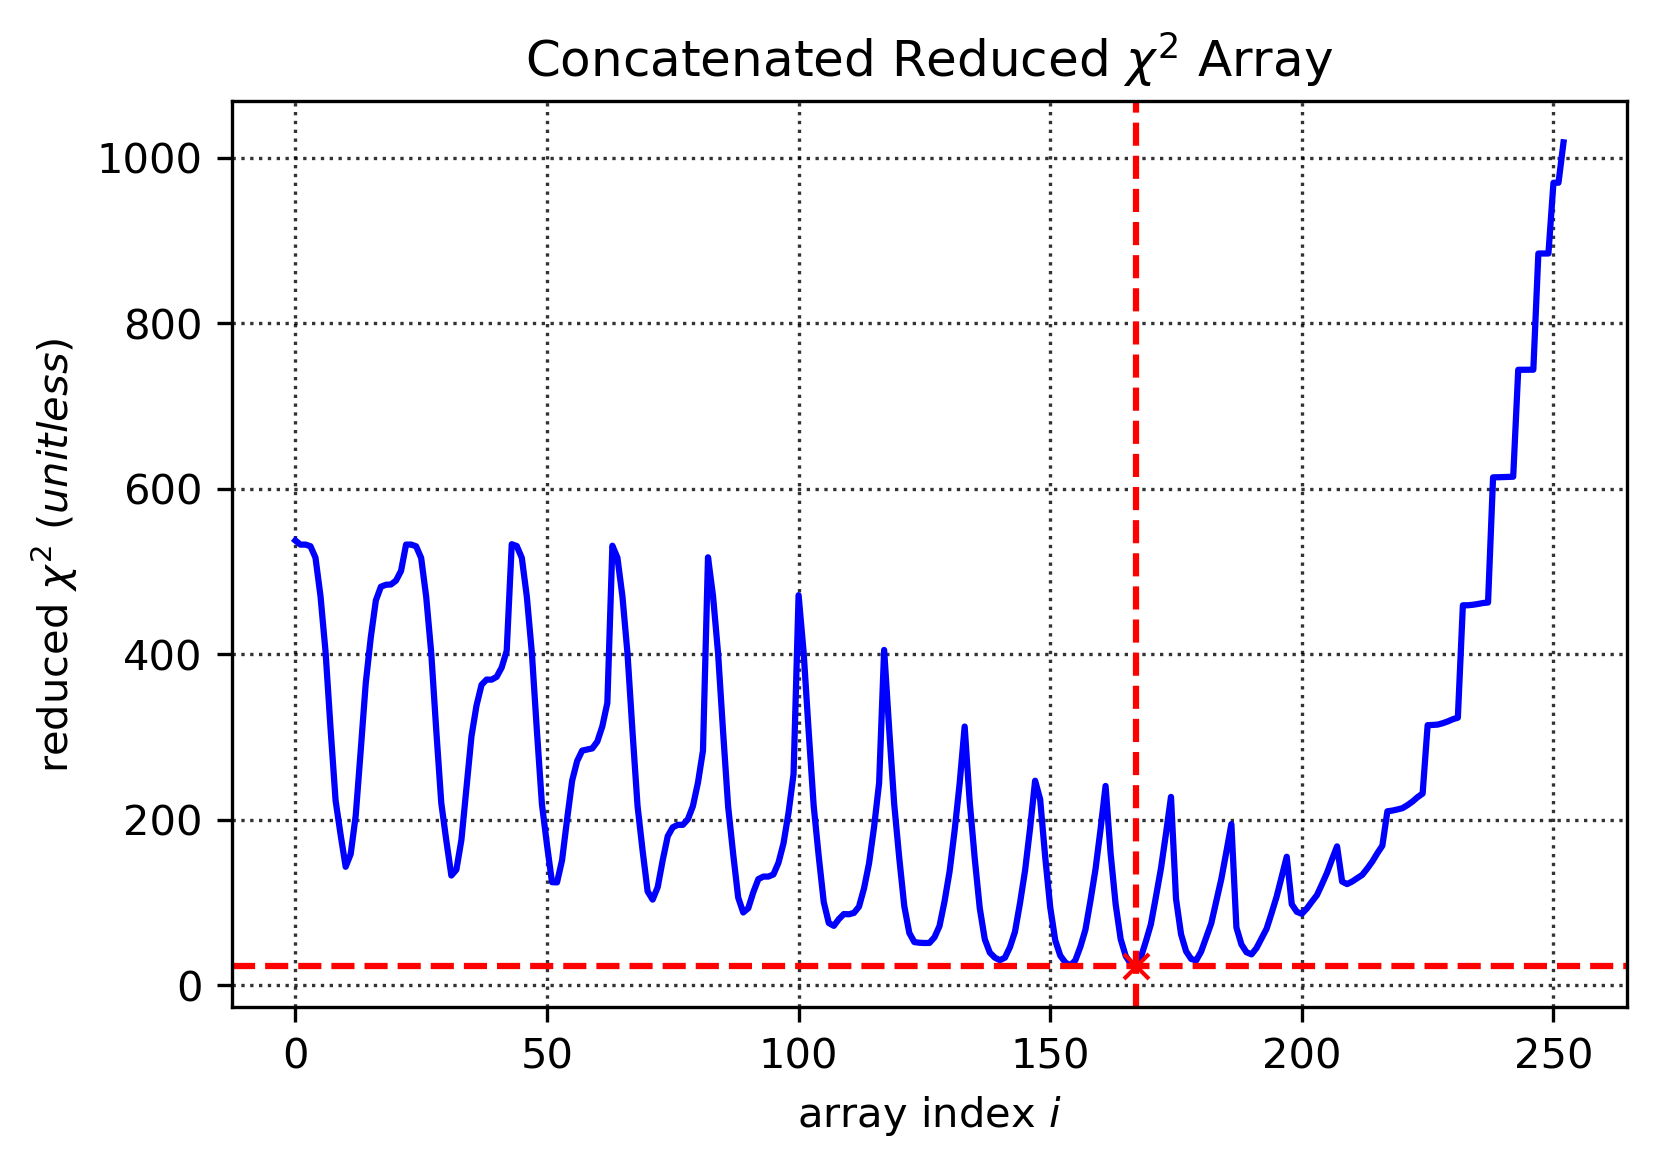 Concatenated Reduced χ² Array
1000
800
600
400
200
0
reduced χ² (unitless)
0 50 100 150 200 250
array index i